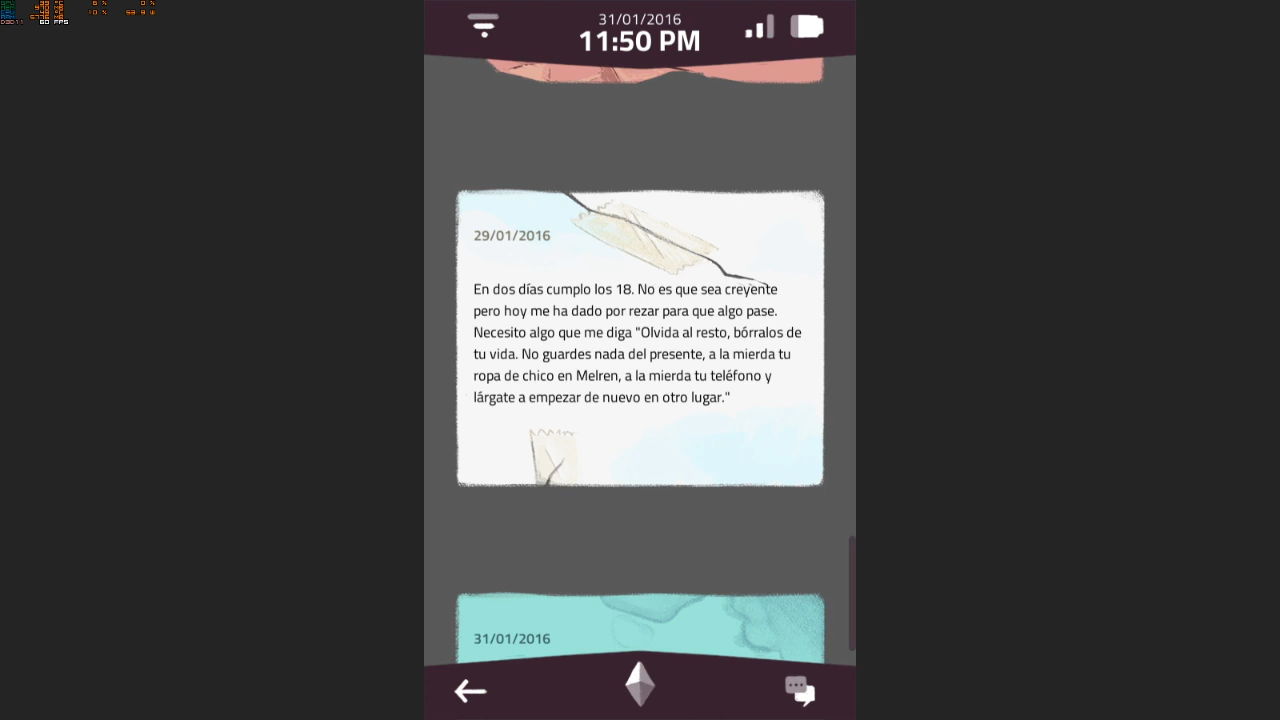 31/01/2016
11:50 PM
29/01/2016
En dos días cumplo los 18. No es que sea creyente
pero hoy me ha dado por rezar para que algo pase.
Necesito algo que me diga "Olvida al resto, bórralos de
tu vida. No guardes nada del presente, a la mierda tu
ropa de chico en Melren, a la mierda tu teléfono y
lárgate a empezar de nuevo en otro lugar."
31/01/2016